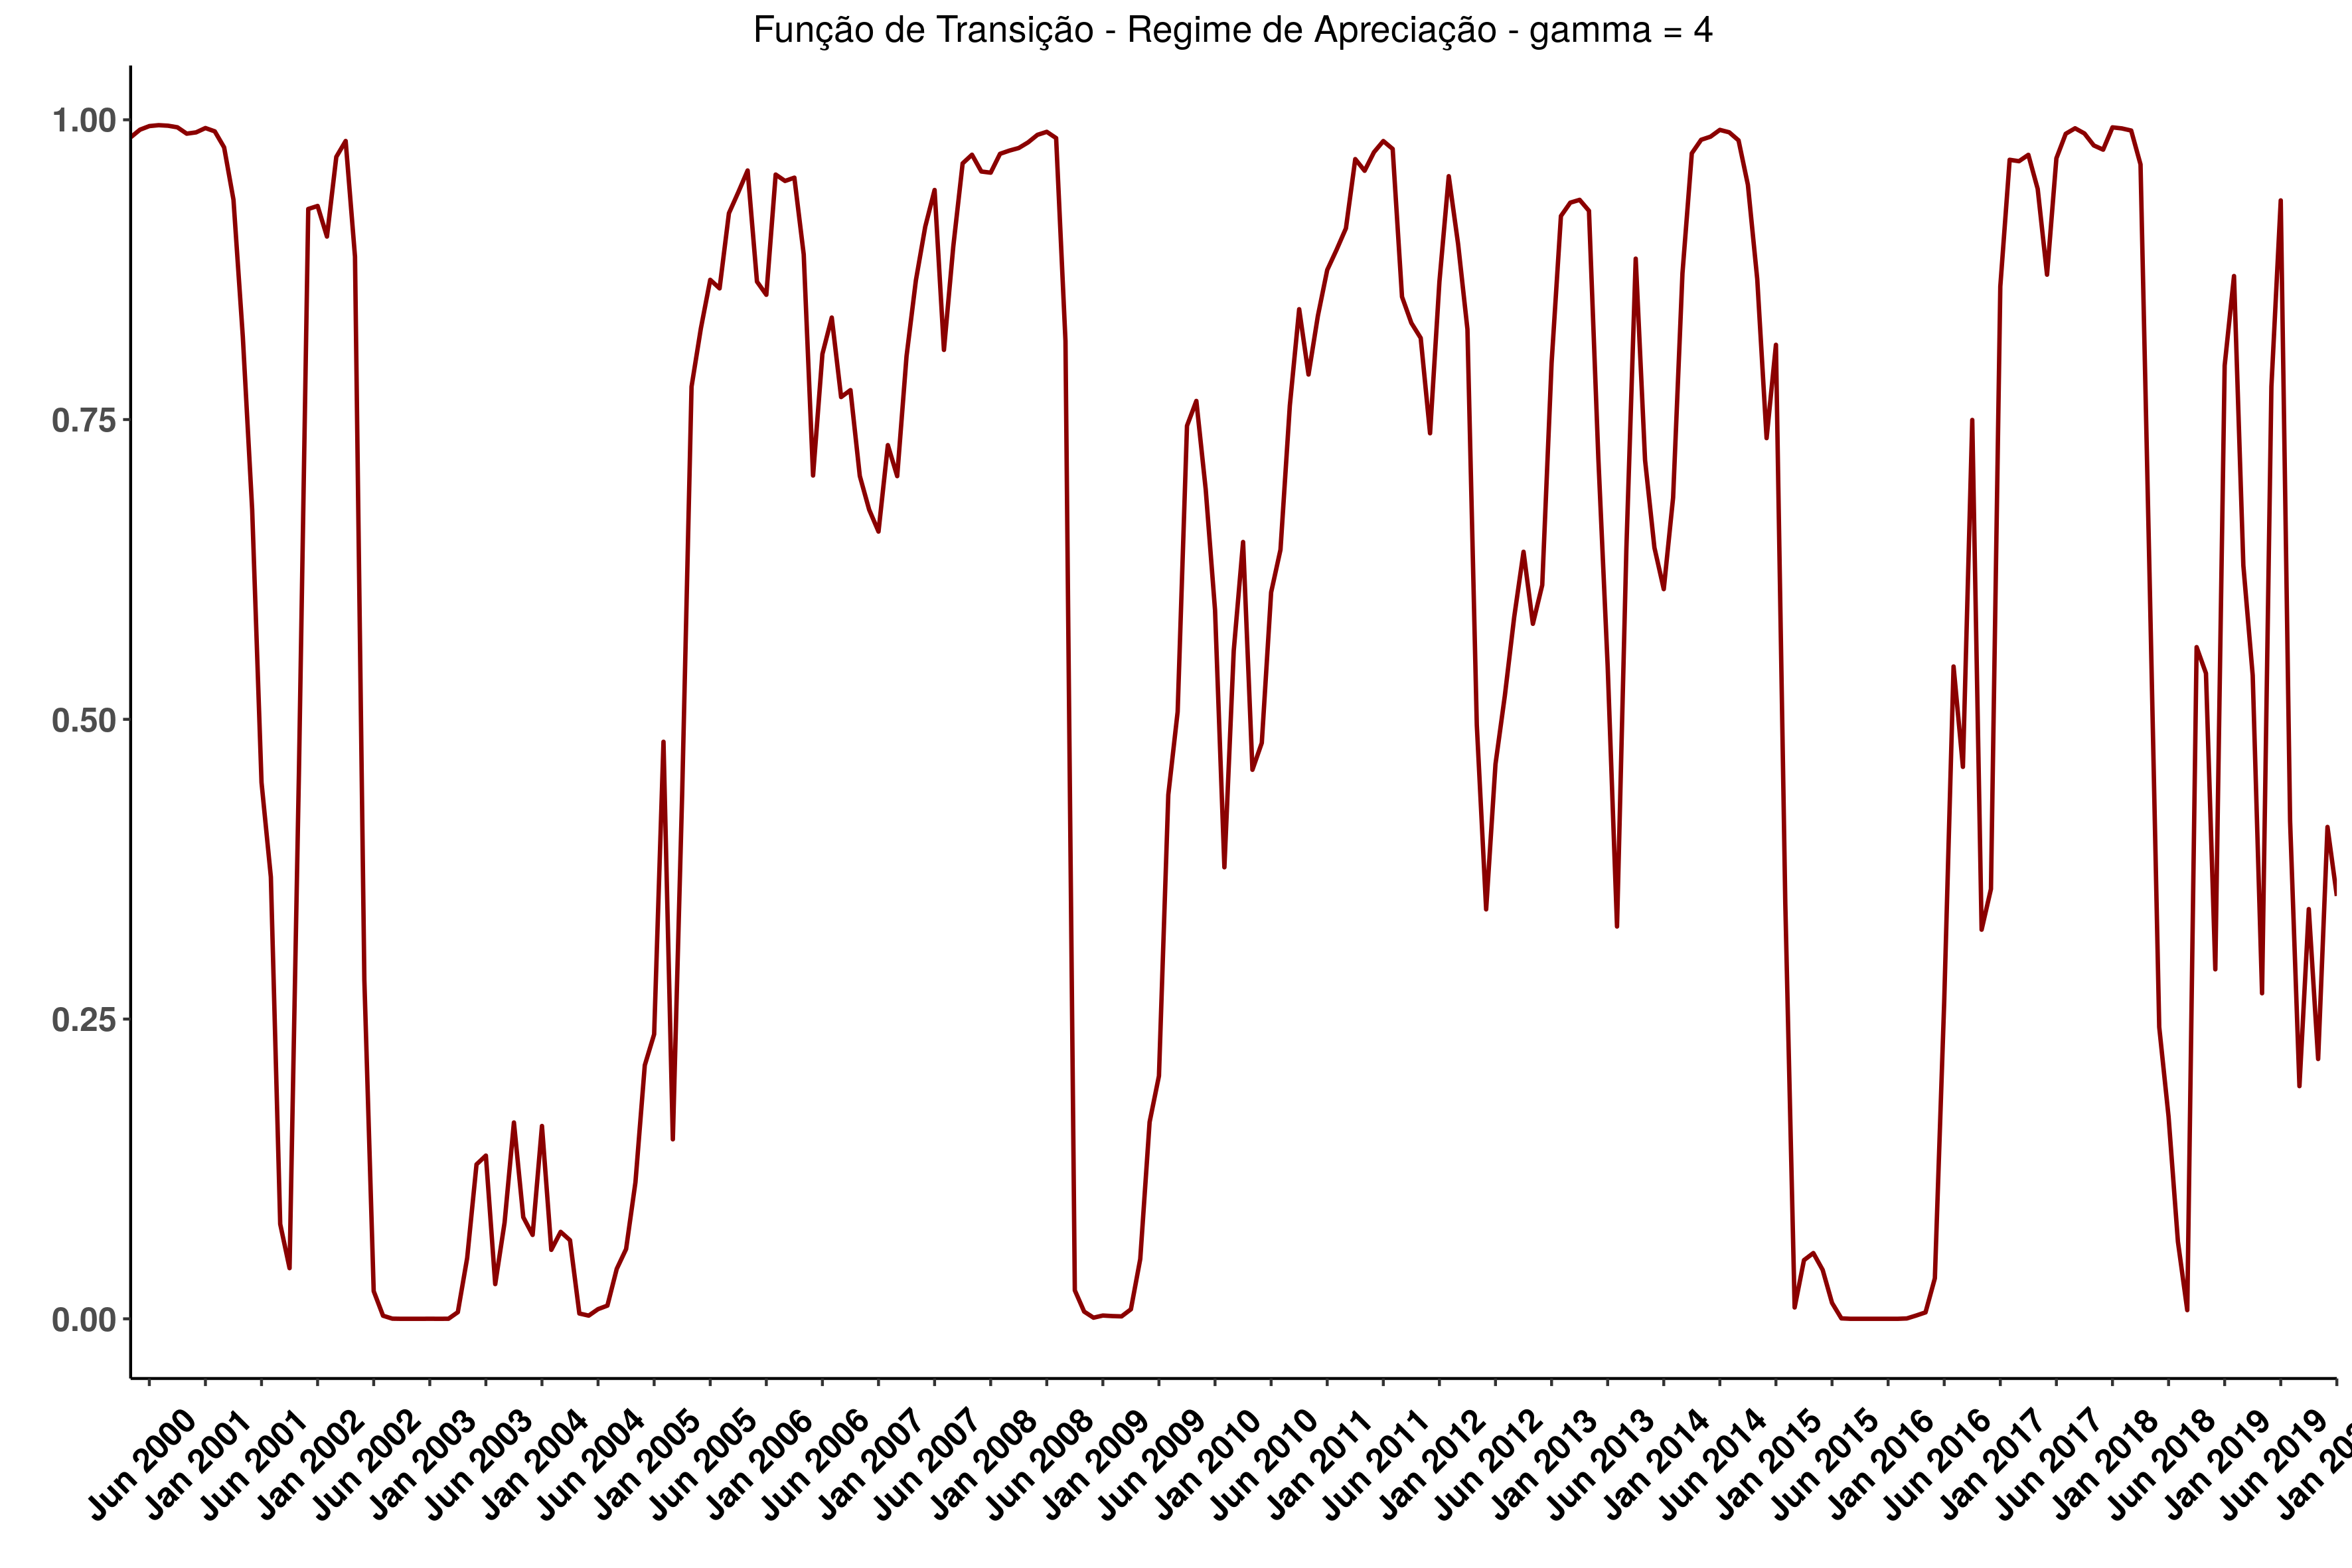 Função de Transição - Regime de Apreciação - gamma = 4
1.00
0.75
0.50
0.25
0.00
Jun 2000
Jan 2001
Jun 2001
Jan 2002
Jun 2002
Jan 2003
Jun 2003
Jan 2004
Jun 2004
Jan 2005
Jun 2005
Jan 2006
Jun 2006
Jan 2007
Jun 2007
Jan 2008
Jun 2008
Jan 2009
Jun 2009
Jan 2010
Jun 2010
Jan 2011
Jun 2011
Jan 2012
Jun 2012
Jan 2013
Jun 2013
Jan 2014
Jun 2014
Jan 2015
Jun 2015
Jan 2016
Jun 2016
Jan 2017
Jun 2017
Jan 2018
Jun 2018
Jan 2019
Jun 2019
Jan